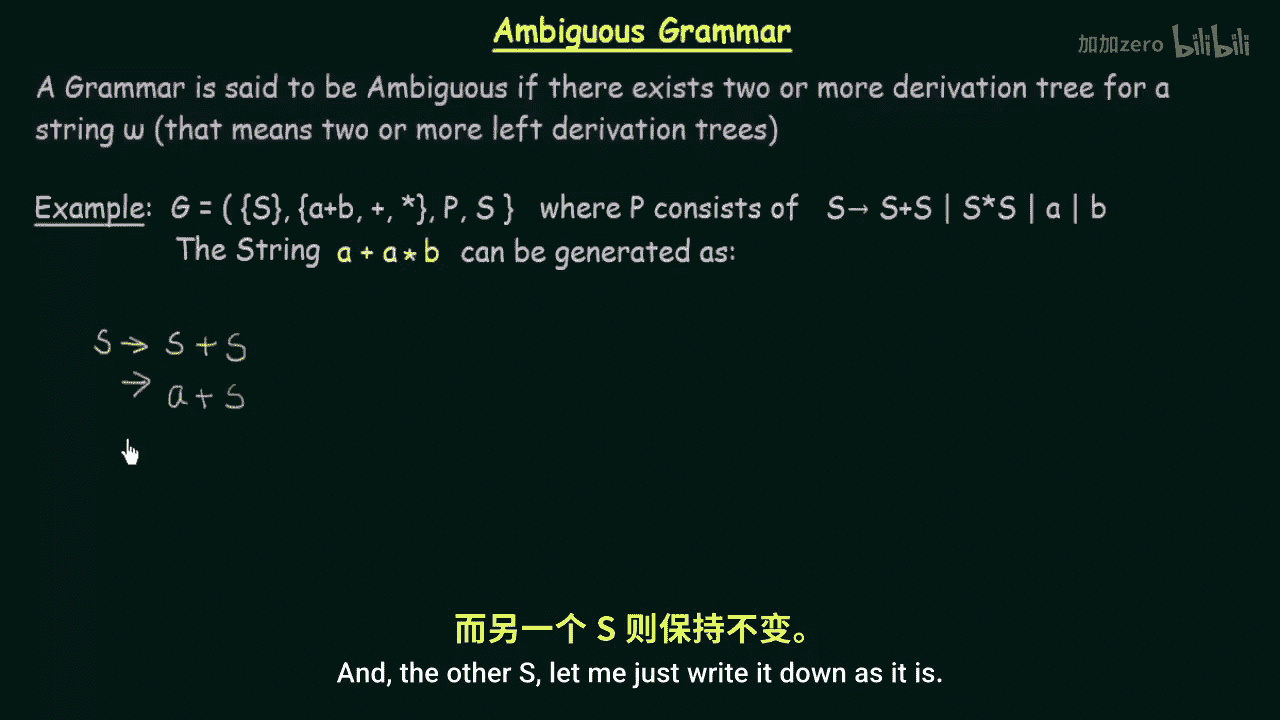 Ambiguous Grammar
加加zero bilibili
A Grammar is said to be Ambiguous if there exists two or more derivation tree for a
string ω (that means two or more left derivation trees)
Example: G = ( {S}, {a+b, +, *}, P, S } where P consists of S→ S+S | S*S | a | b
The String a + a * b can be generated as:
S → S + S
→ a + S
而另一个 S 则保持不变。
And, the other S, let me just write it down as it is.